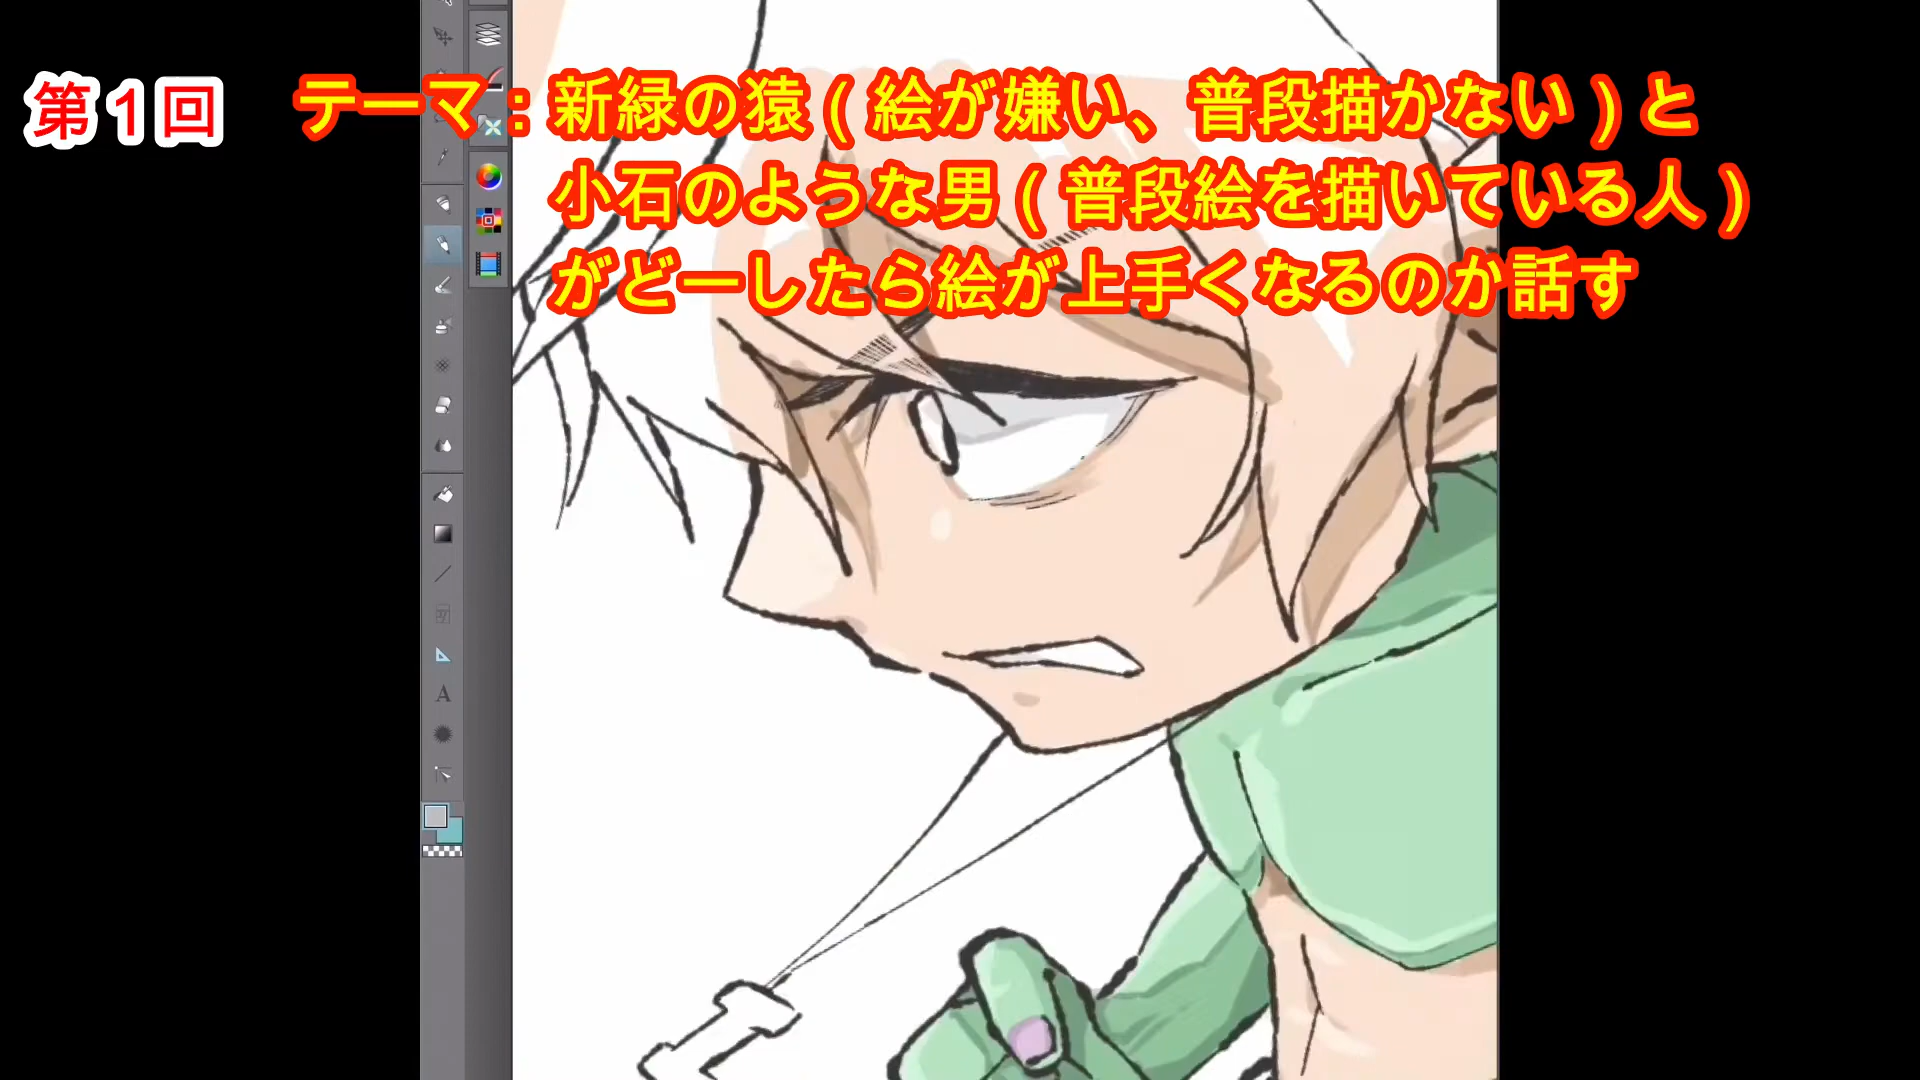 第1回　テーマ：新緑の猿(絵が嫌い、普段描かない)と
小石のような男(普段絵を描いている人)
がどーしたら絵が上手くなるのか話す
A